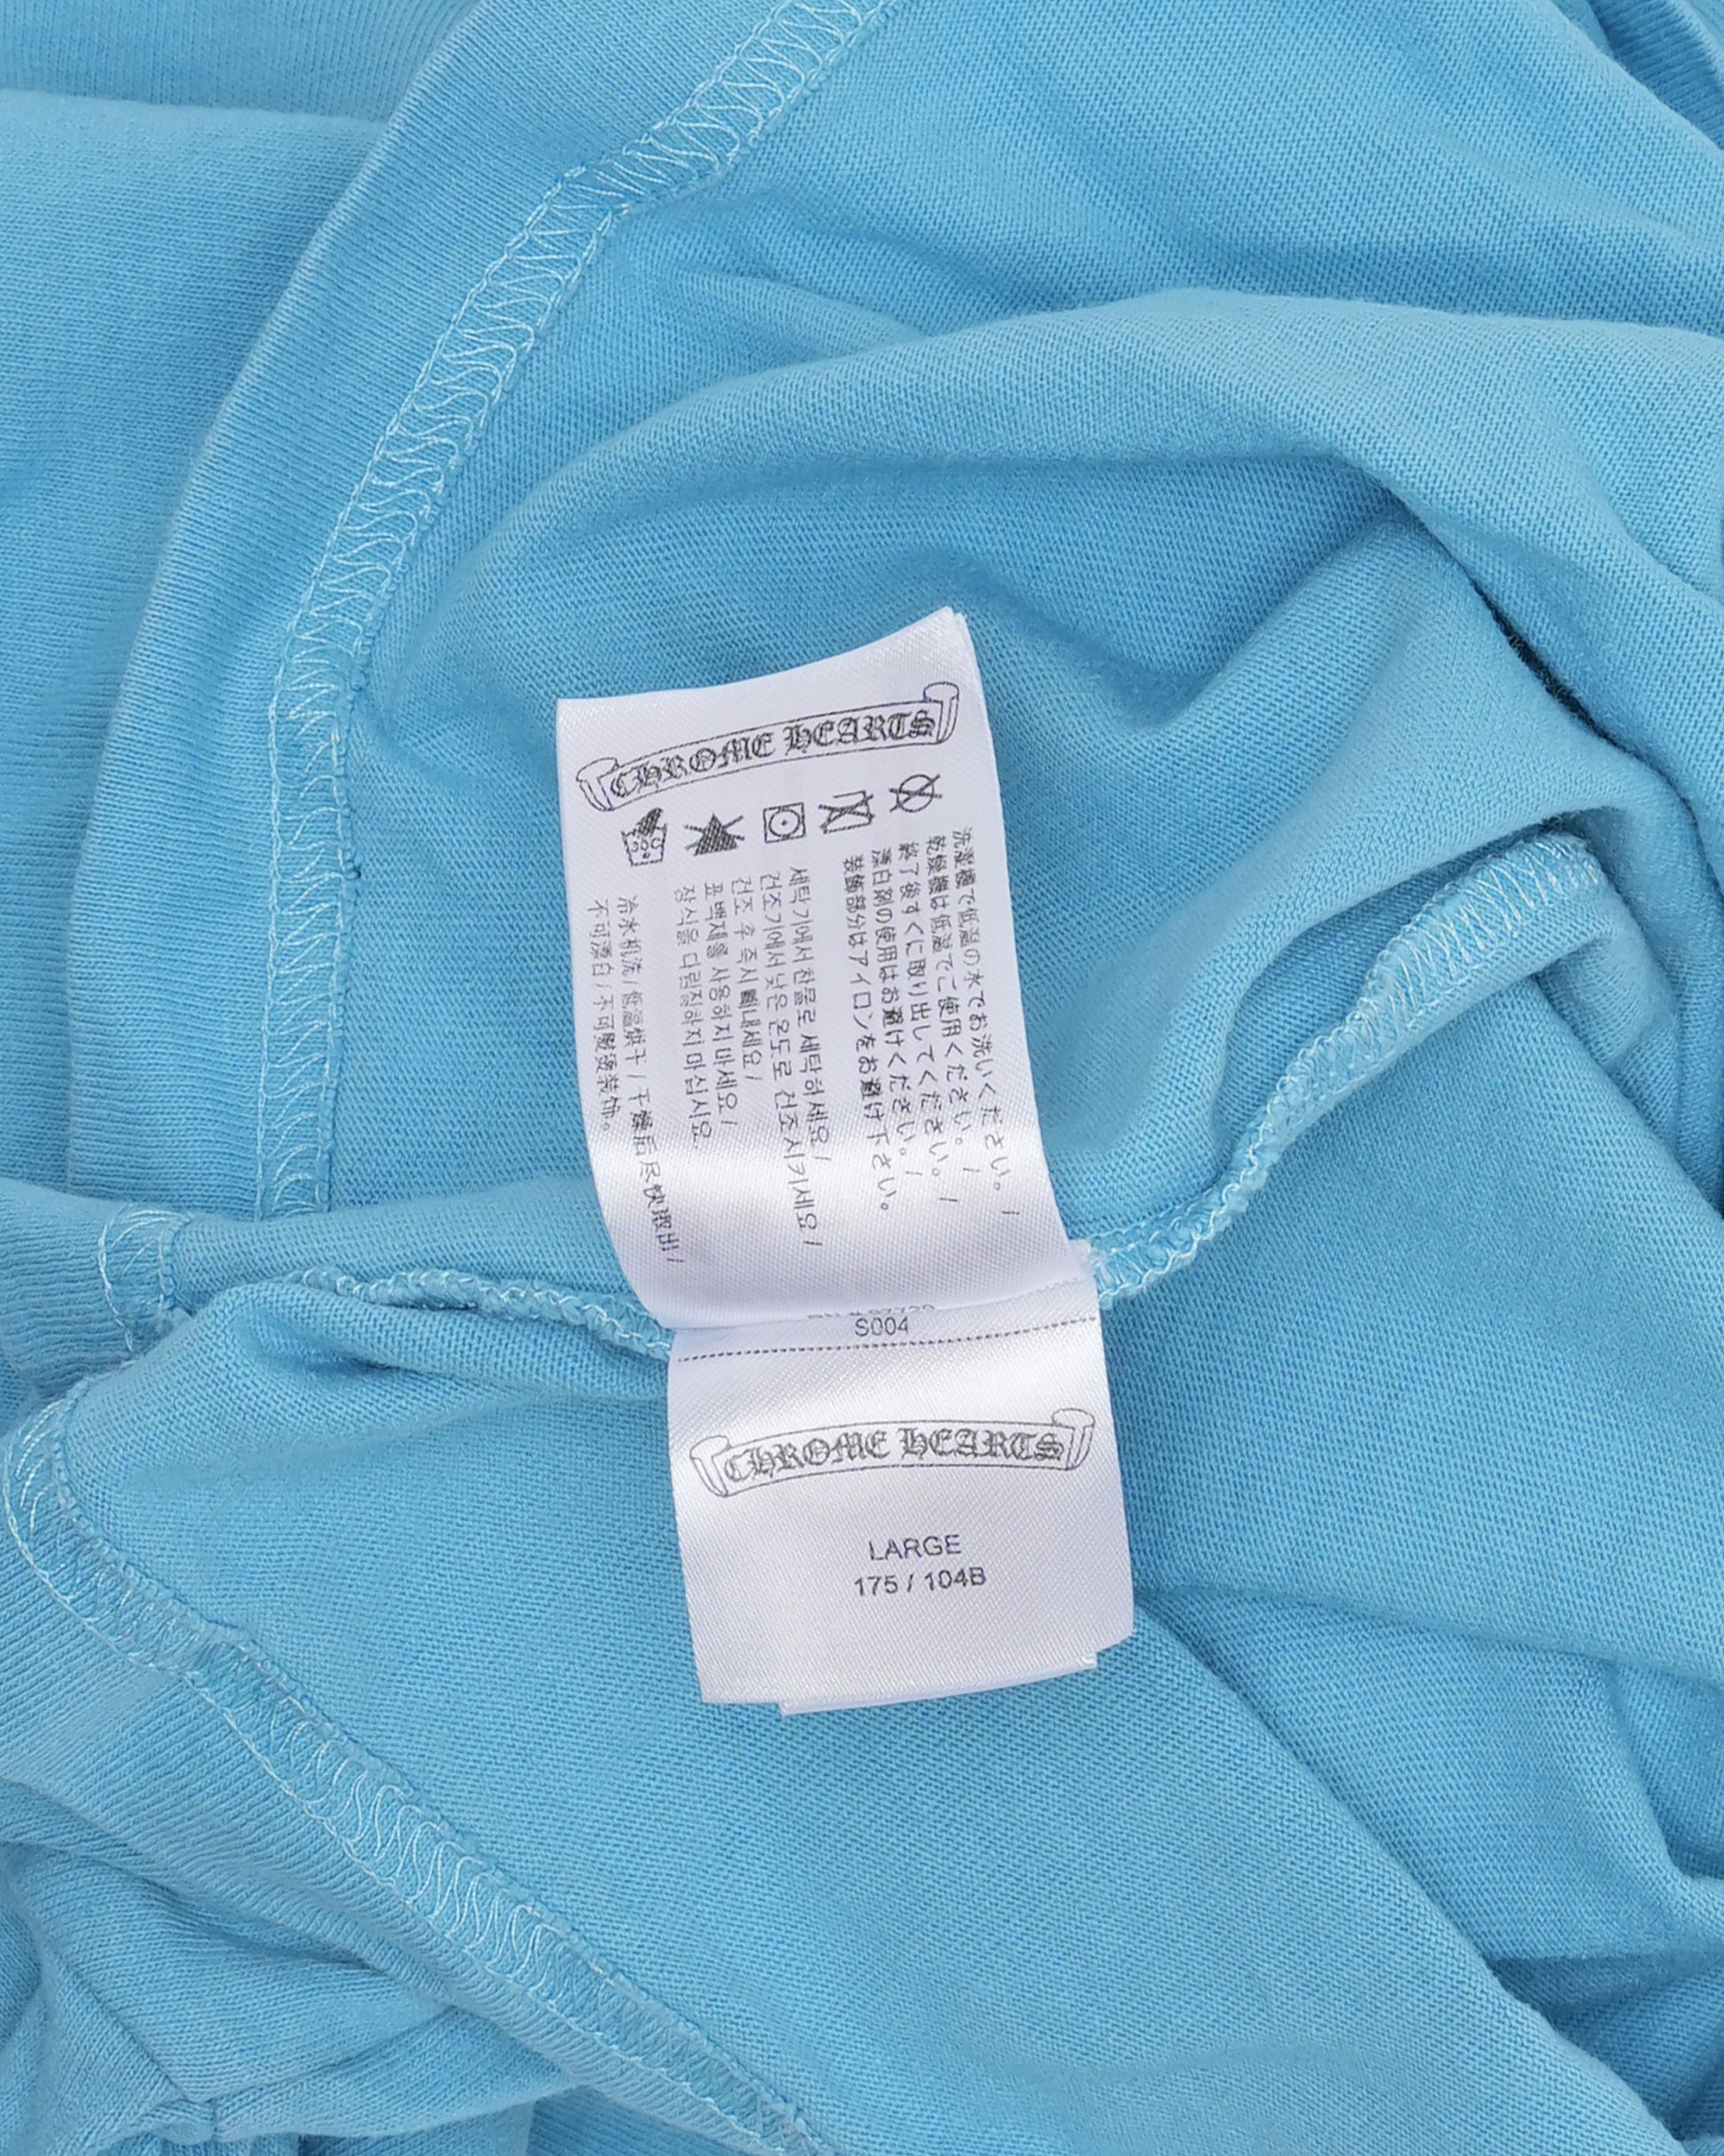 CHROME HEARTS
30C
洗濯機で低温の水でお洗いください。/
乾燥機は低温でご使用ください。/
終了後すぐに取り出してください。/
漂白剤の使用はお避けください。/
装飾部分はアイロンをお避け下さい。
세탁기에서 찬물로 세탁하세요/
건조기에서 낮은 온도로 건조시키세요/
건조 후 즉시 빼내세요/
표백제를 사용하지 마세요/
장식을 다림질하지 마십시요
冷水机洗/低温烘干/干燥后尽快取出/
不可漂白/不可熨烫装饰。
S004
CHROME HEARTS
LARGE
175 / 104B